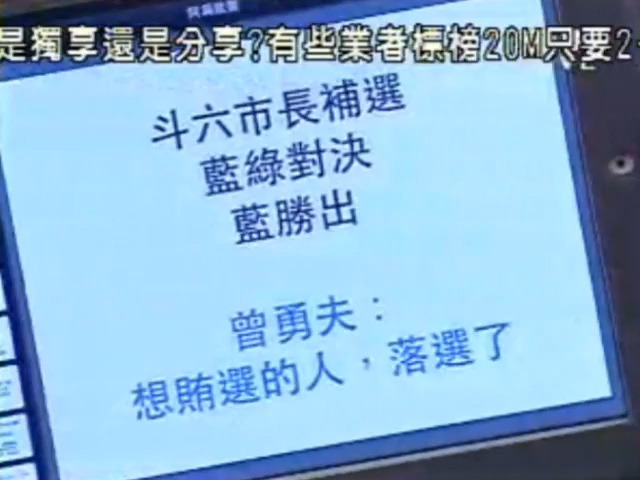 是獨享還是分享?有些業者標榜20M只要2
斗六市長補選
藍綠對決
藍勝出
曾勇夫：
想賄選的人，落選了